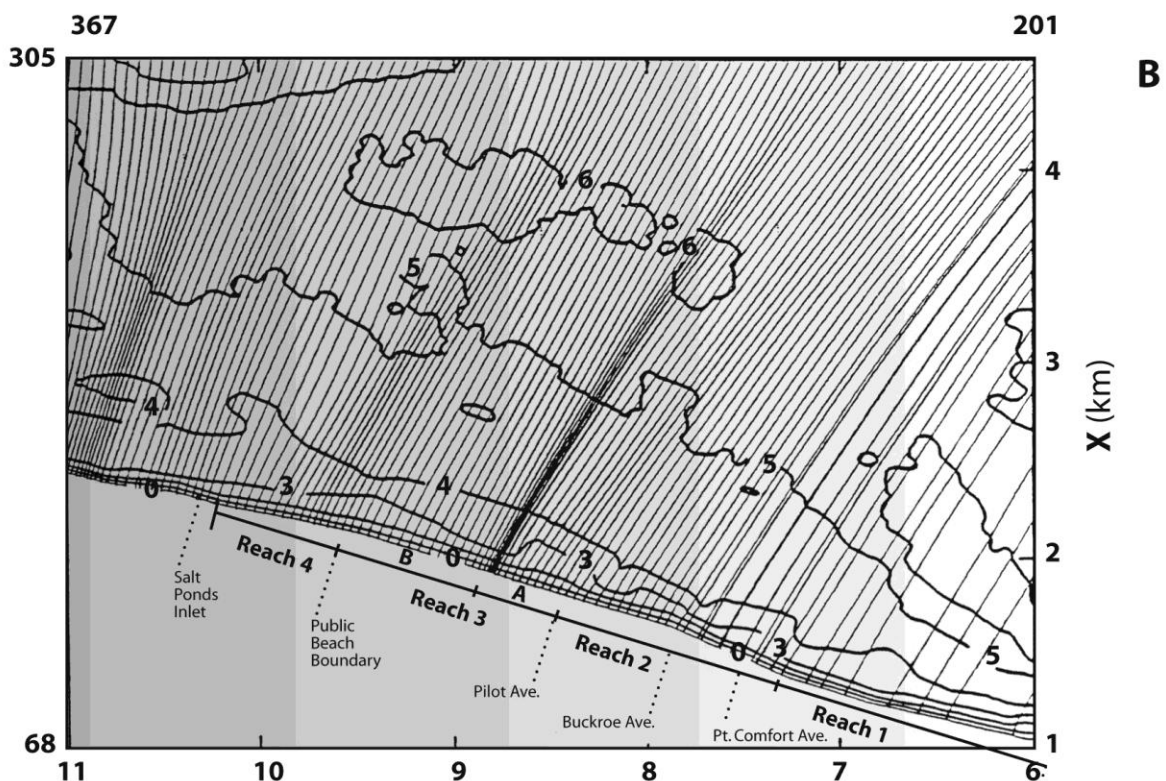 367
201
305
B
4
6
6
5
3
X (km)
4
5
4
3
0
2
0
3
B
Reach 4
A
Salt
Ponds
Inlet
Reach 3
Public
Beach
Boundary
Reach 2
0
3
5
Pilot Ave.
Buckroe Ave.
Pt. Comfort Ave.
Reach 1
68
1
11
10
9
8
7
6